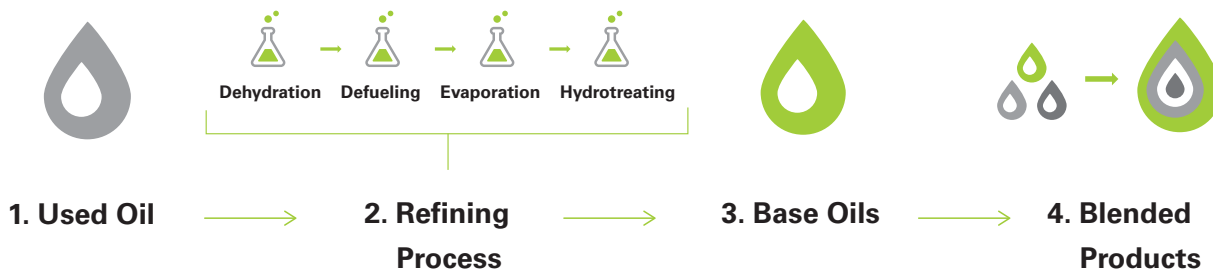 Dehydration Defueling Evaporation Hydrotreating
1. Used Oil
2. Refining
Process
3. Base Oils
4. Blended
Products